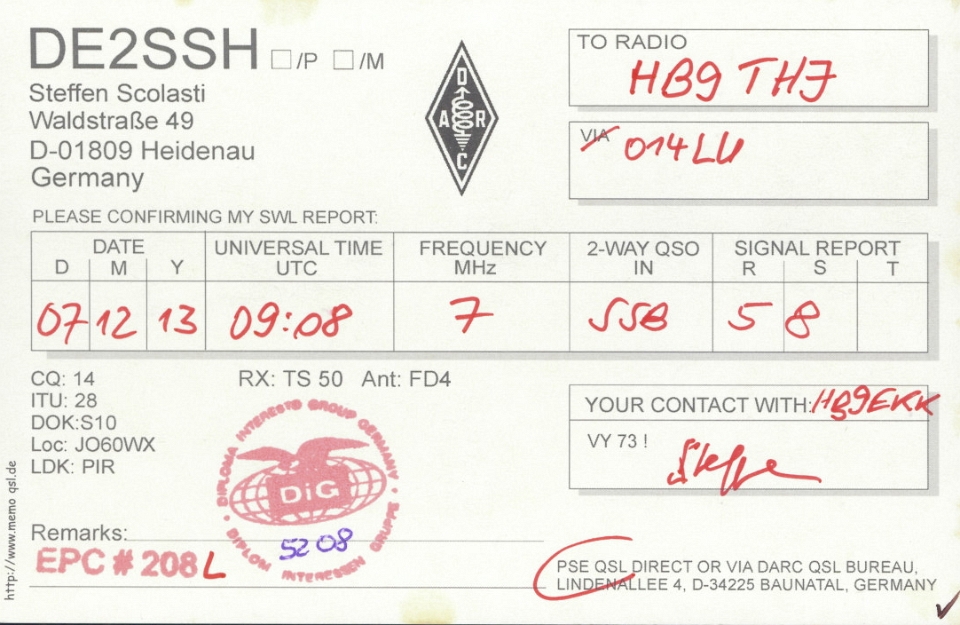 DE2SSH □/P □/M
Steffen Scolasti
Waldstraße 49
D-01809 Heidenau
Germany
DARC
TO RADIO
HB9THJ
VIA 014LU
PLEASE CONFIRMING MY SWL REPORT:
DATE UNIVERSAL TIME FREQUENCY 2-WAY QSO SIGNAL REPORT
D M Y UTC MHz IN R S T
07 12 13 09:08 7 SSB 5 8
CQ: 14 RX: TS 50 Ant: FD4
ITU: 28
DOK:S10
Loc: JO60WX
LDK: PIR
DIPLOMA INTERESTS GROUP GERMANY
DiG
DIPLOM INTERESSEN GRUPPE
5208
YOUR CONTACT WITH: HB9EKK
VY 73 !
Steffen
Remarks:
EPC # 208L
PSE QSL DIRECT OR VIA DARC QSL BUREAU,
LINDENALLEE 4, D-34225 BAUNATAL, GERMANY
http://www.memo qsl.de